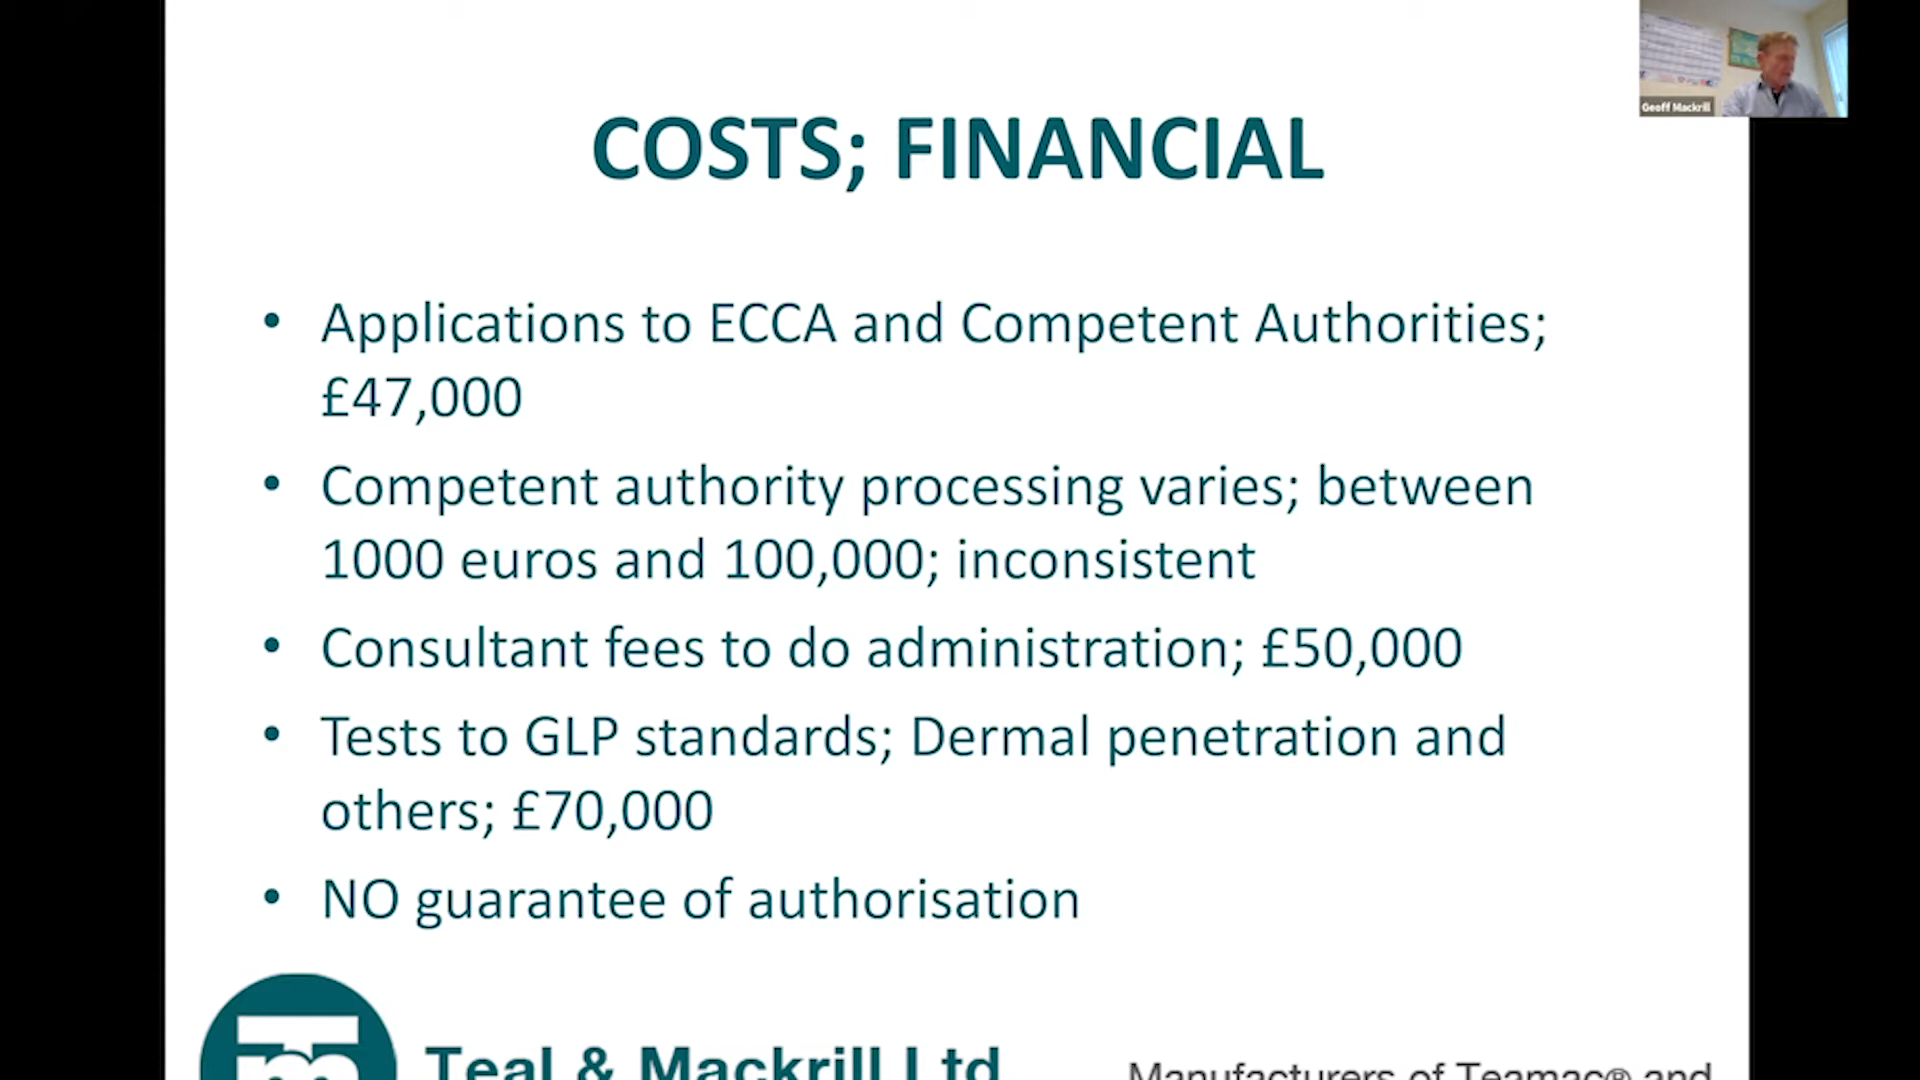 Geoff Mackrill
COSTS; FINANCIAL
• Applications to ECCA and Competent Authorities;
£47,000
• Competent authority processing varies; between
1000 euros and 100,000; inconsistent
• Consultant fees to do administration; £50,000
• Tests to GLP standards; Dermal penetration and
others; £70,000
• NO guarantee of authorisation
Teal & Mackrill Ltd
Manufacturers of Teamac® and